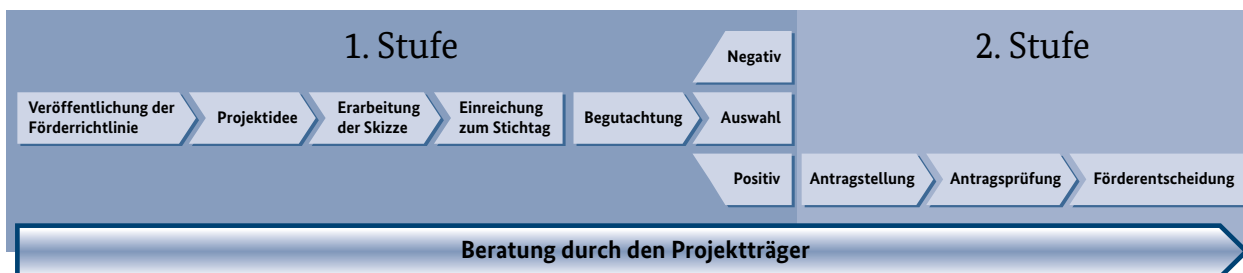 1. Stufe
2. Stufe
Negativ
Veröffentlichung der
Förderrichtlinie
Projektidee
Erarbeitung
der Skizze
Einreichung
zum Stichtag
Begutachtung
Auswahl
Positiv
Antragstellung
Antragsprüfung
Förderentscheidung
Beratung durch den Projektträger